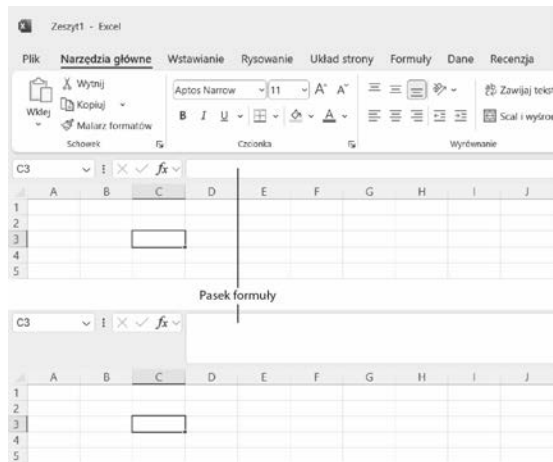 Zeszyt1 - Excel
Plik Narzędzia główne Wstawianie Rysowanie Układ strony Formuły Dane Recenzja
Wklej
Wytnij
Kopiuj
Malarz formatów
Schowek
Aptos Narrow 11 A A
B I U A
Czcionka
Zawijaj tekst
Scal i wyśro
Wyrównanie
C3 fx
A B C D E F G H I J
1
2
3
4
5
Pasek formuły
C3 fx
A B C D E F G H I J
1
2
3
4
5